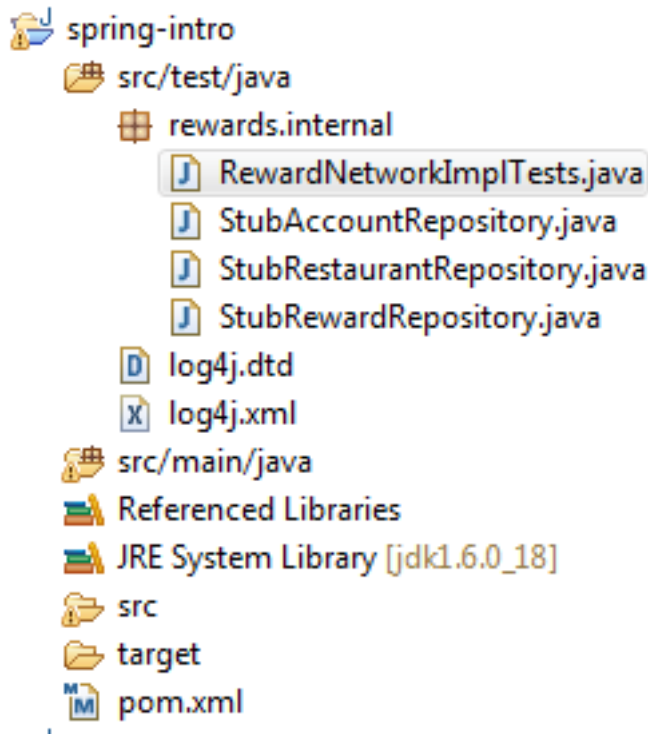 spring-intro
src/test/java
rewards.internal
RewardNetworkImplTests.java
StubAccountRepository.java
StubRestaurantRepository.java
StubRewardRepository.java
log4j.dtd
log4j.xml
src/main/java
Referenced Libraries
JRE System Library [jdk1.6.0_18]
src
target
pom.xml